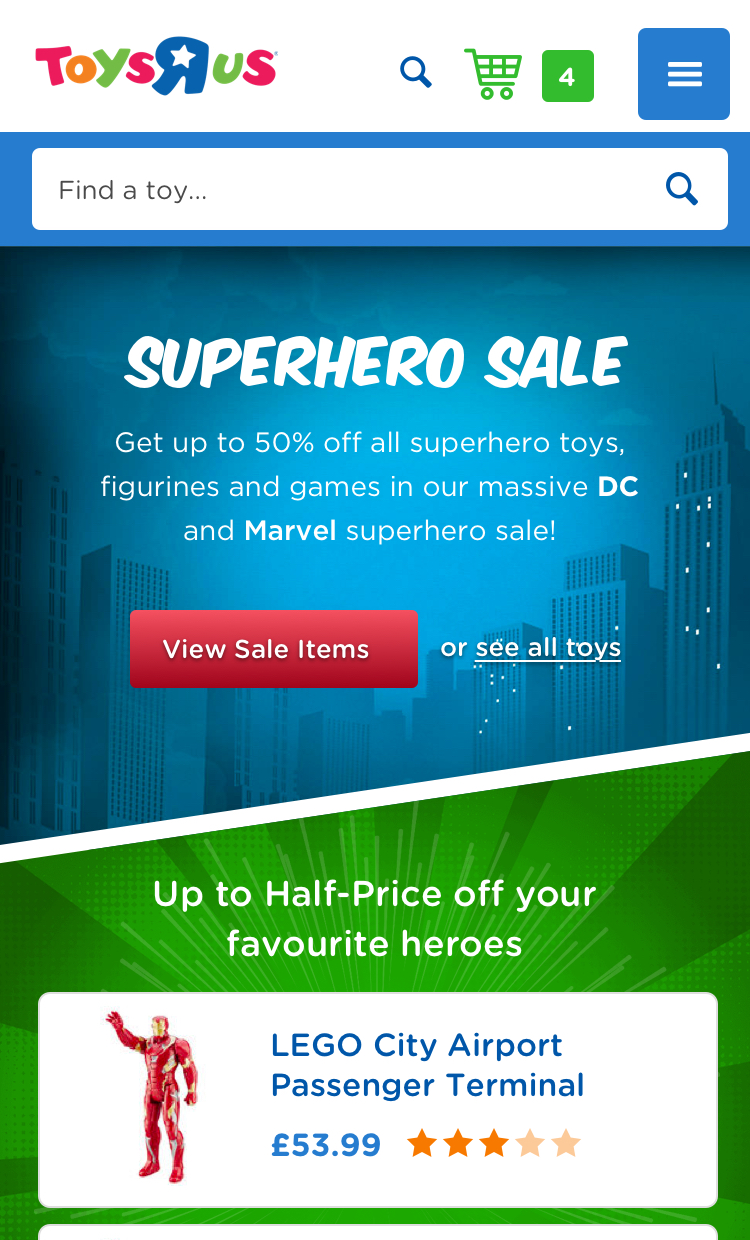 Toys R us
4
Find a toy...
SUPERHERO SALE
Get up to 50% off all superhero toys,
figurines and games in our massive DC
and Marvel superhero sale!
View Sale Items or see all toys
Up to Half-Price off your
favourite heroes
LEGO City Airport
Passenger Terminal
£53.99